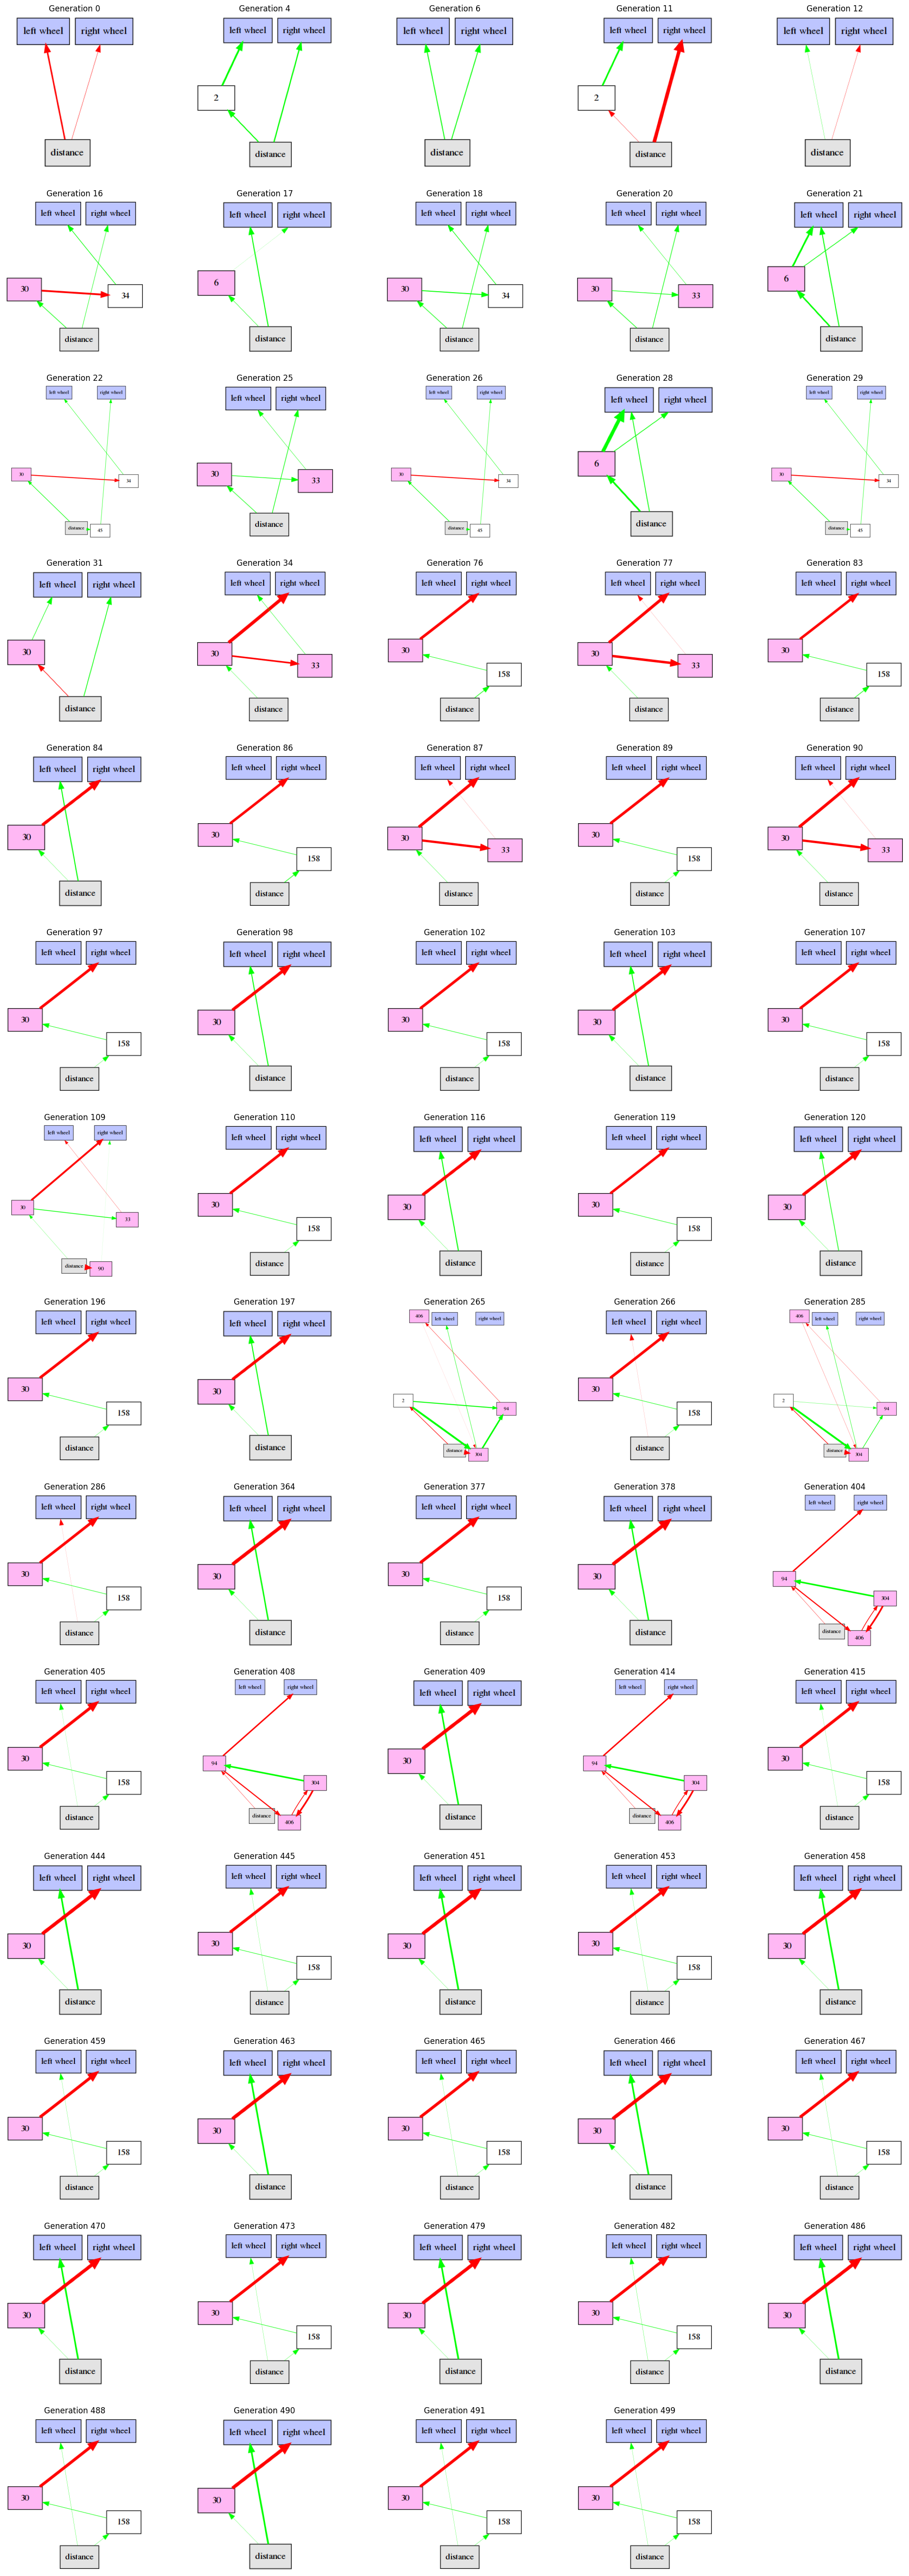 Generation 0
Generation 4
Generation 6
Generation 11
Generation 12
left wheel right wheel
distance
left wheel right wheel
2
distance
left wheel right wheel
distance
left wheel right wheel
2
distance
left wheel right wheel
distance
Generation 16
Generation 17
Generation 18
Generation 20
Generation 21
left wheel right wheel
30
34
distance
left wheel right wheel
6
distance
left wheel right wheel
30
34
distance
left wheel right wheel
30
33
distance
left wheel right wheel
6
distance
Generation 22
Generation 25
Generation 26
Generation 28
Generation 29
left wheel right wheel
30
34
distance
45
left wheel right wheel
30
33
distance
left wheel right wheel
30
34
distance
45
left wheel right wheel
6
distance
left wheel right wheel
30
34
distance
45
Generation 31
Generation 34
Generation 76
Generation 77
Generation 83
left wheel right wheel
30
distance
left wheel right wheel
30
33
distance
left wheel right wheel
30
158
distance
left wheel right wheel
30
33
distance
left wheel right wheel
30
158
distance
Generation 84
Generation 86
Generation 87
Generation 89
Generation 90
left wheel right wheel
30
distance
left wheel right wheel
30
158
distance
left wheel right wheel
30
33
distance
left wheel right wheel
30
158
distance
left wheel right wheel
30
33
distance
Generation 97
Generation 98
Generation 102
Generation 103
Generation 107
left wheel right wheel
30
158
distance
left wheel right wheel
30
distance
left wheel right wheel
30
158
distance
left wheel right wheel
30
distance
left wheel right wheel
30
158
distance
Generation 109
Generation 110
Generation 116
Generation 119
Generation 120
left wheel right wheel
30
33
distance
90
left wheel right wheel
30
158
distance
left wheel right wheel
30
distance
left wheel right wheel
30
158
distance
left wheel right wheel
30
distance
Generation 196
Generation 197
Generation 265
Generation 266
Generation 285
left wheel right wheel
30
158
distance
left wheel right wheel
30
distance
406
left wheel right wheel
2
94
distance
304
left wheel right wheel
30
158
distance
406
left wheel right wheel
2
94
distance
304
Generation 286
Generation 364
Generation 377
Generation 378
Generation 404
left wheel right wheel
30
158
distance
left wheel right wheel
30
distance
left wheel right wheel
30
158
distance
left wheel right wheel
30
distance
left wheel right wheel
94
304
distance
406
Generation 405
Generation 408
Generation 409
Generation 414
Generation 415
left wheel right wheel
30
158
distance
left wheel right wheel
94
304
distance
406
left wheel right wheel
30
distance
left wheel right wheel
94
304
distance
406
left wheel right wheel
30
158
distance
Generation 444
Generation 445
Generation 451
Generation 453
Generation 458
left wheel right wheel
30
distance
left wheel right wheel
30
158
distance
left wheel right wheel
30
distance
left wheel right wheel
30
158
distance
left wheel right wheel
30
distance
Generation 459
Generation 463
Generation 465
Generation 466
Generation 467
left wheel right wheel
30
158
distance
left wheel right wheel
30
distance
left wheel right wheel
30
158
distance
left wheel right wheel
30
distance
left wheel right wheel
30
158
distance
Generation 470
Generation 473
Generation 479
Generation 482
Generation 486
left wheel right wheel
30
distance
left wheel right wheel
30
158
distance
left wheel right wheel
30
distance
left wheel right wheel
30
158
distance
left wheel right wheel
30
distance
Generation 488
Generation 490
Generation 491
Generation 499
left wheel right wheel
30
158
distance
left wheel right wheel
30
distance
left wheel right wheel
30
158
distance
left wheel right wheel
30
158
distance